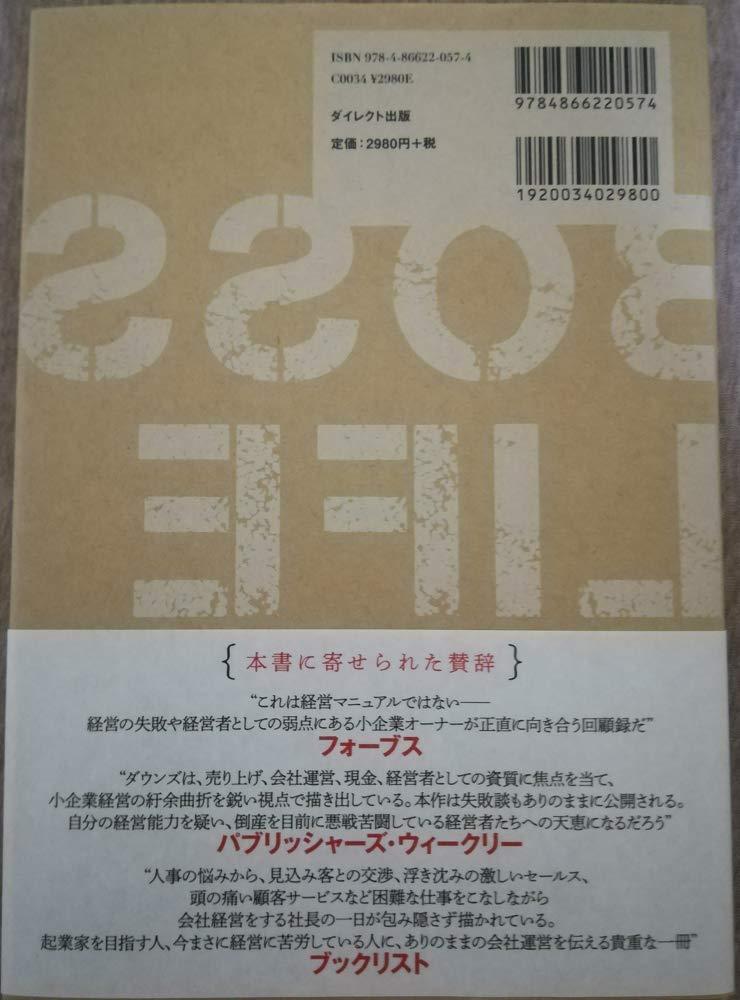 ISBN 978-4-86622-057-4
C0034 ¥2980E
ダイレクト出版
定価：2980円＋税
9784866220574
1920034029800
BOSS
LIFE
{本書に寄せられた賛辞}
“これは経営マニュアルではない――
経営の失敗や経営者としての弱点にある小企業オーナーが正直に向き合う回顧録だ”
フォーブス
“ダウンズは、売り上げ、会社運営、現金、経営者としての資質に焦点を当て、
小企業経営の紆余曲折を鋭い視点で描き出している。本作は失敗談もありのままに公開される。
自分の経営能力を疑い、倒産を目前に悪戦苦闘している経営者たちへの天恵になるだろう”
パブリッシャーズ・ウィークリー
“人事の悩みから、見込み客との交渉、浮き沈みの激しいセールス、
頭の痛い顧客サービスなど困難な仕事をこなしながら
会社経営をする社長の一日が包み隠さず描かれている。
起業家を目指す人、今まさに経営に苦労している人に、ありのままの会社運営を伝える貴重な一冊”
ブックリスト